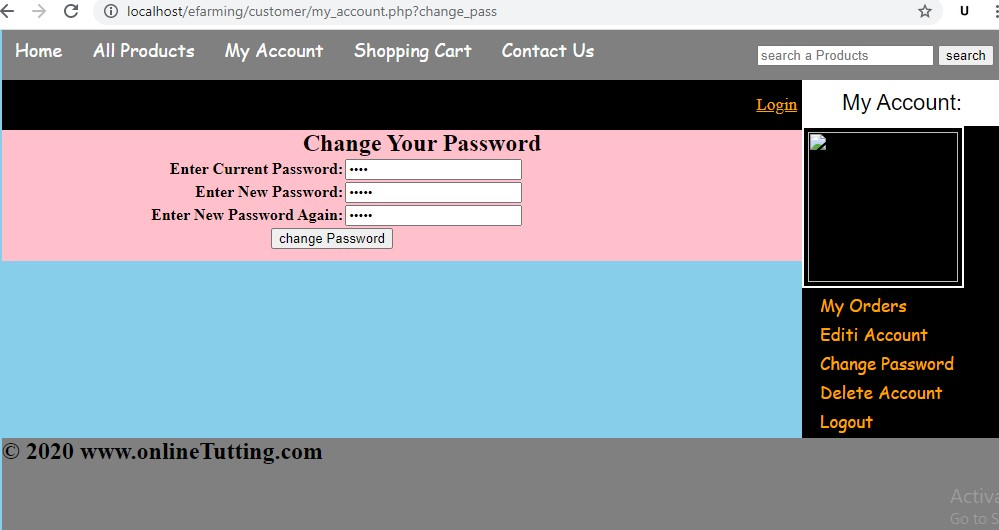 localhost/efarming/customer/my_account.php?change_pass
U
Home All Products My Account Shopping Cart Contact Us search a Products search
Login
My Account:
Change Your Password
Enter Current Password: ••••
Enter New Password: •••••
Enter New Password Again: •••••
change Password
My Orders
Editi Account
Change Password
Delete Account
Logout
© 2020 www.onlineTutting.com
Go to S